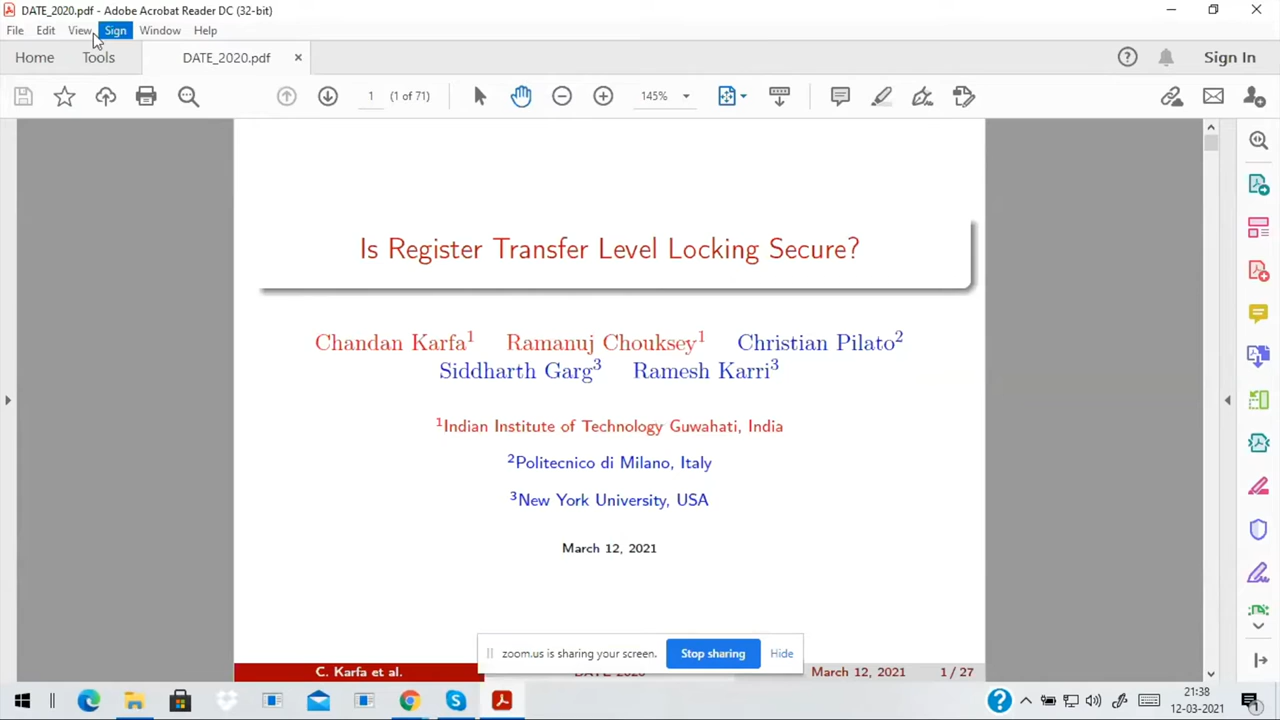 DATE_2020.pdf - Adobe Acrobat Reader DC (32-bit)
File Edit View Sign Window Help
Home Tools DATE_2020.pdf Sign In
1 (1 of 71) 145%
Is Register Transfer Level Locking Secure?
Chandan Karfa1 Ramanuj Chouksey1 Christian Pilato2
Siddharth Garg3 Ramesh Karri3
1Indian Institute of Technology Guwahati, India
2Politecnico di Milano, Italy
3New York University, USA
March 12, 2021
zoom.us is sharing your screen. Stop sharing Hide
C. Karfa et al. DATE 2020 March 12, 2021 1 / 27
21:38
12-03-2021